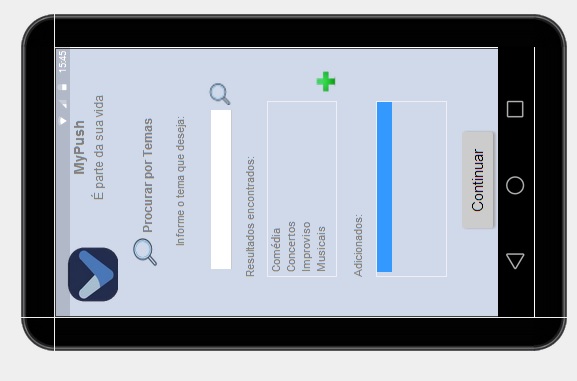 15:45
MyPush
É parte da sua vida
Procurar por Temas
Informe o tema que deseja:
Resultados encontrados:
Comédia
Concertos
Improviso
Musicais
Adicionados:
Continuar